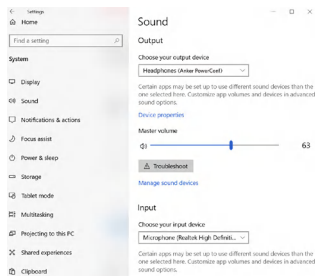 Settings
Home
Find a setting
System
Display
Sound
Notifications & actions
Focus assist
Power & sleep
Storage
Tablet mode
Multitasking
Projecting to this PC
Shared experiences
Clipboard
Sound
Output
Choose your output device
Headphones (Anker PowerConf)
Certain apps may be set up to use different sound devices than the
one selected here. Customize app volumes and devices in advanced
sound options.
Device properties
Master volume
63
Troubleshoot
Manage sound devices
Input
Choose your input device
Microphone (Realtek High Definiti...
Certain apps may be set up to use different sound devices than the
one selected here. Customize app volumes and devices in advanced
sound options.